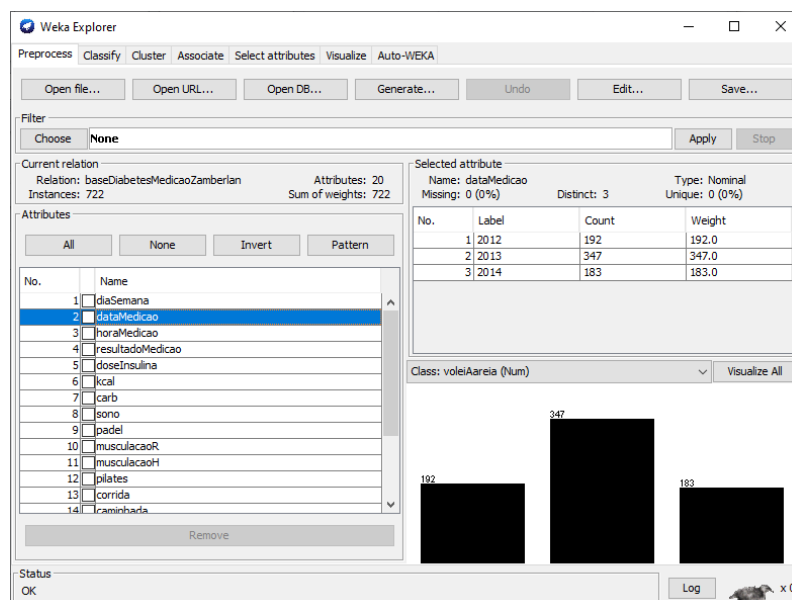 Weka Explorer
Preprocess Classify Cluster Associate Select attributes Visualize Auto-WEKA
Open file... Open URL... Open DB... Generate... Undo Edit... Save...
Filter
Choose None Apply Stop
Current relation
Relation: baseDiabetesMedicaoZamberlan Attributes: 20
Instances: 722 Sum of weights: 722
Attributes
All None Invert Pattern
No. Name
1 diaSemana
2 dataMedicao
3 horaMedicao
4 resultadoMedicao
5 doseInsulina
6 kcal
7 carb
8 sono
9 padel
10 musculacaoR
11 musculacaoH
12 pilates
13 corrida
14 caminhada
Remove
Selected attribute
Name: dataMedicao Type: Nominal
Missing: 0 (0%) Distinct: 3 Unique: 0 (0%)
No. Label Count Weight
1 2012 192 192.0
2 2013 347 347.0
3 2014 183 183.0
Class: voleiAareia (Num) Visualize All
192
347
183
Status
OK
Log x 0